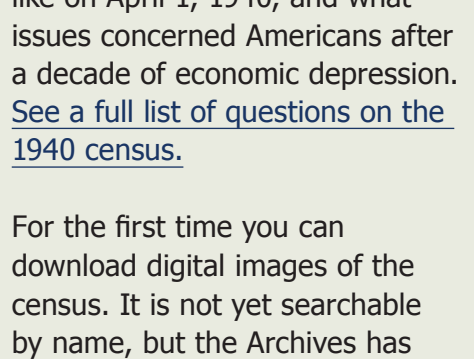 like on April 1, 1940, and what
issues concerned Americans after
a decade of economic depression.
See a full list of questions on the
1940 census.
For the first time you can
download digital images of the
census. It is not yet searchable
by name, but the Archives has